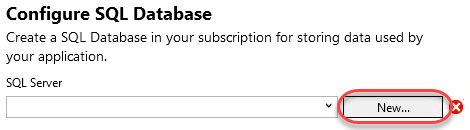 Configure SQL Database
Create a SQL Database in your subscription for storing data used by
your application.
SQL Server
New...